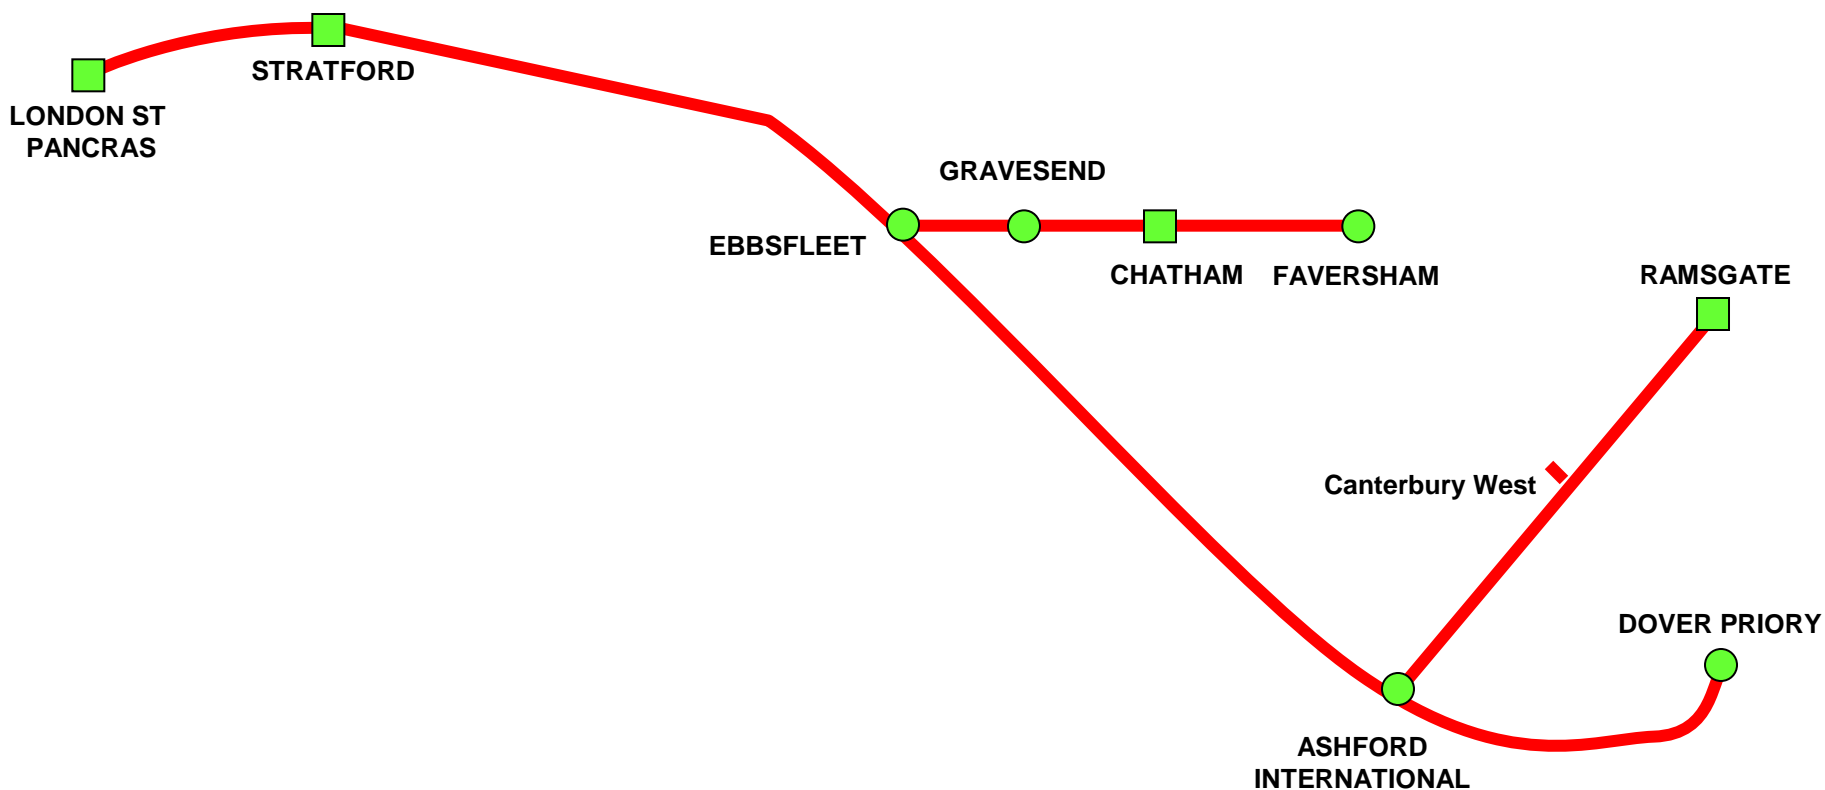 STRATFORD
LONDON ST
PANCRAS
GRAVESEND
EBBSFLEET
CHATHAM
FAVERSHAM
RAMSGATE
Canterbury West
DOVER PRIORY
ASHFORD
INTERNATIONAL